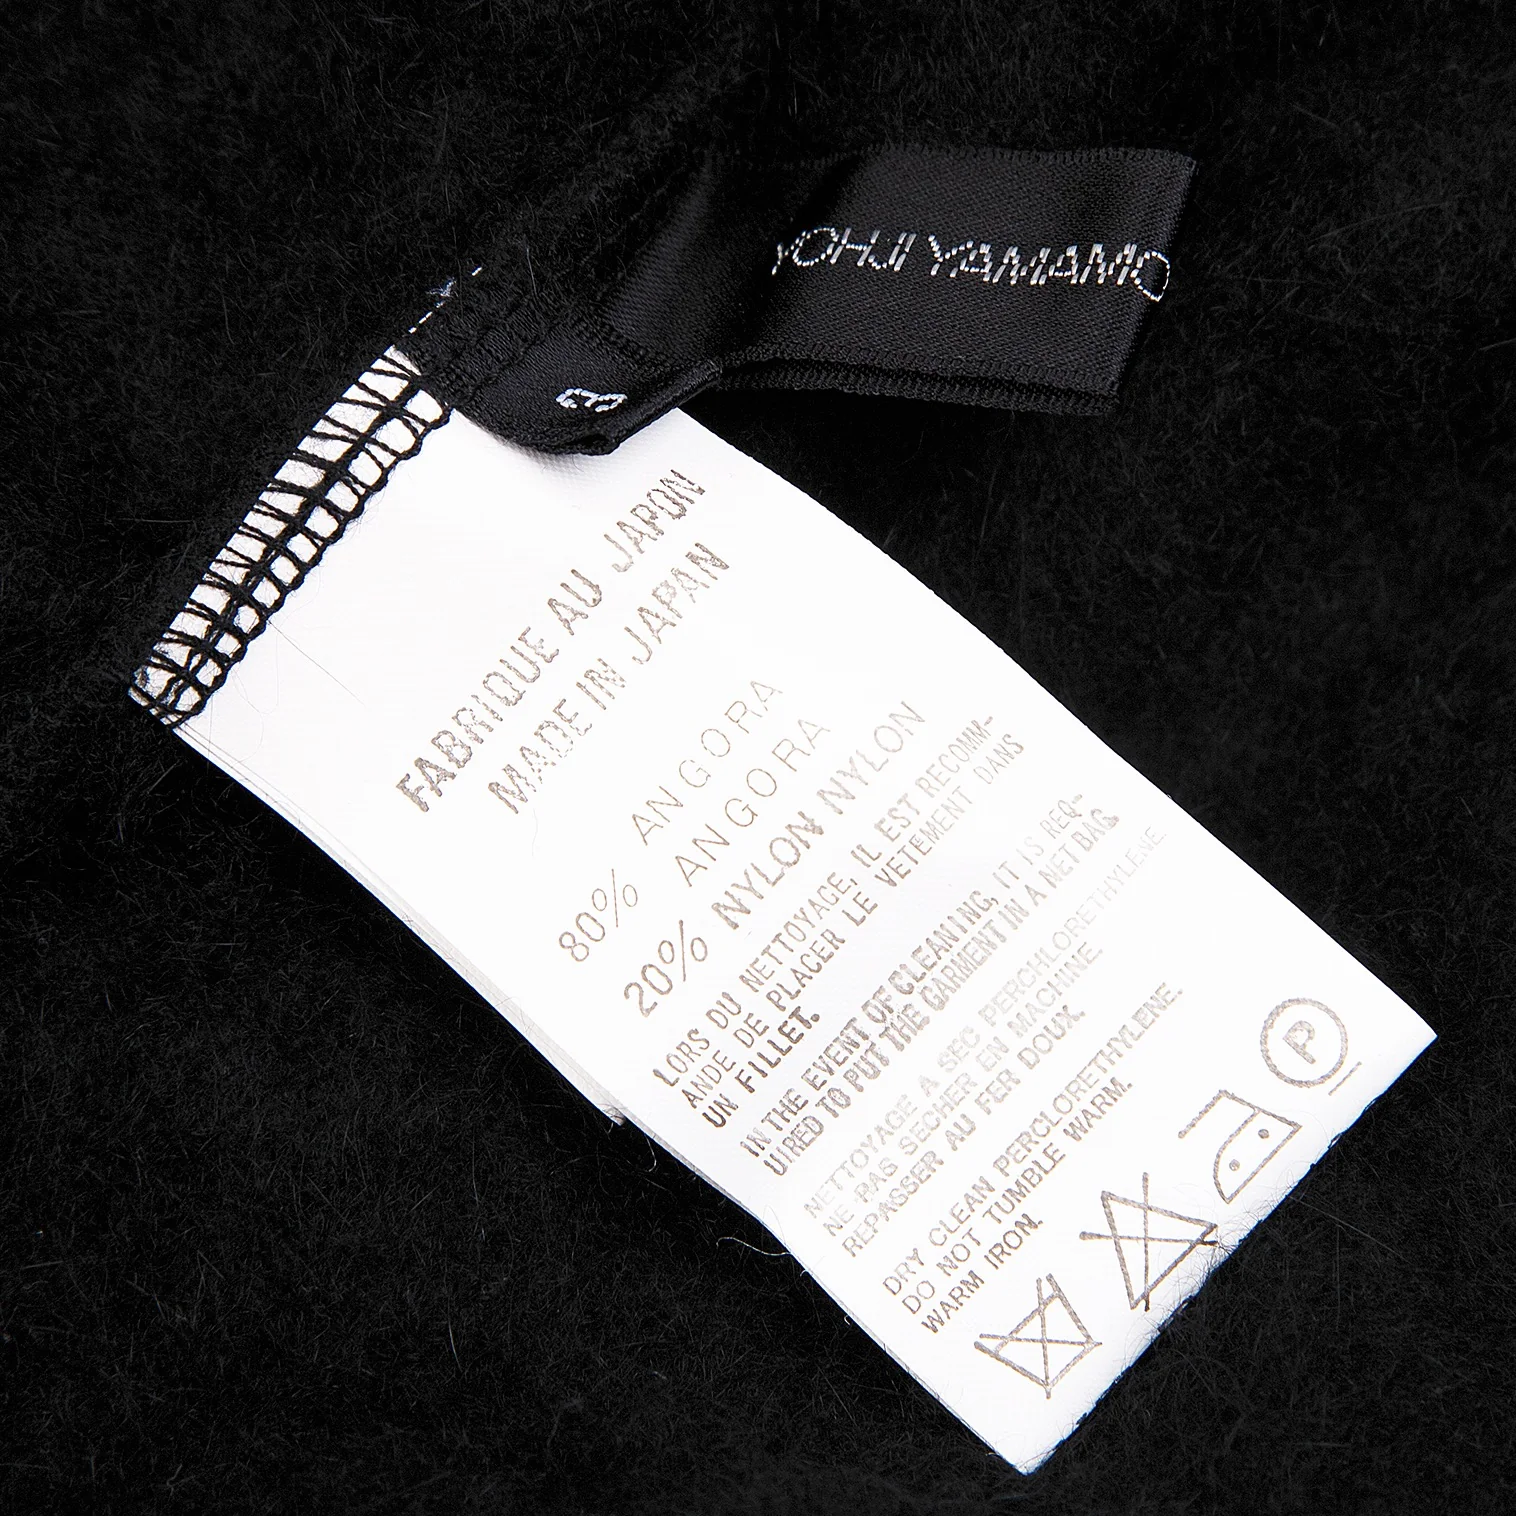 YOHJI YAMAMO
3
FABRIQUE AU JAPON
MADE IN JAPAN
80% ANGORA
ANGORA
20% NYLON NYLON
LORS DU NETTOYAGE, IL EST RECOMM-
ANDE DE PLACER LE VETEMENT DANS
UN FILLET.
IN THE EVENT OF CLEANING, IT IS REQ-
UIRED TO PUT THE GARMENT IN A NET BAG.
NETTOYAGE A SEC PERCHLORETHYLENE.
NE-PAS SECHER EN MACHINE.
REPASSER AU FER DOUX.
DRY CLEAN PERCLORETHYLENE.
DO NOT TUMBLE WARM.
WARM IRON.
P